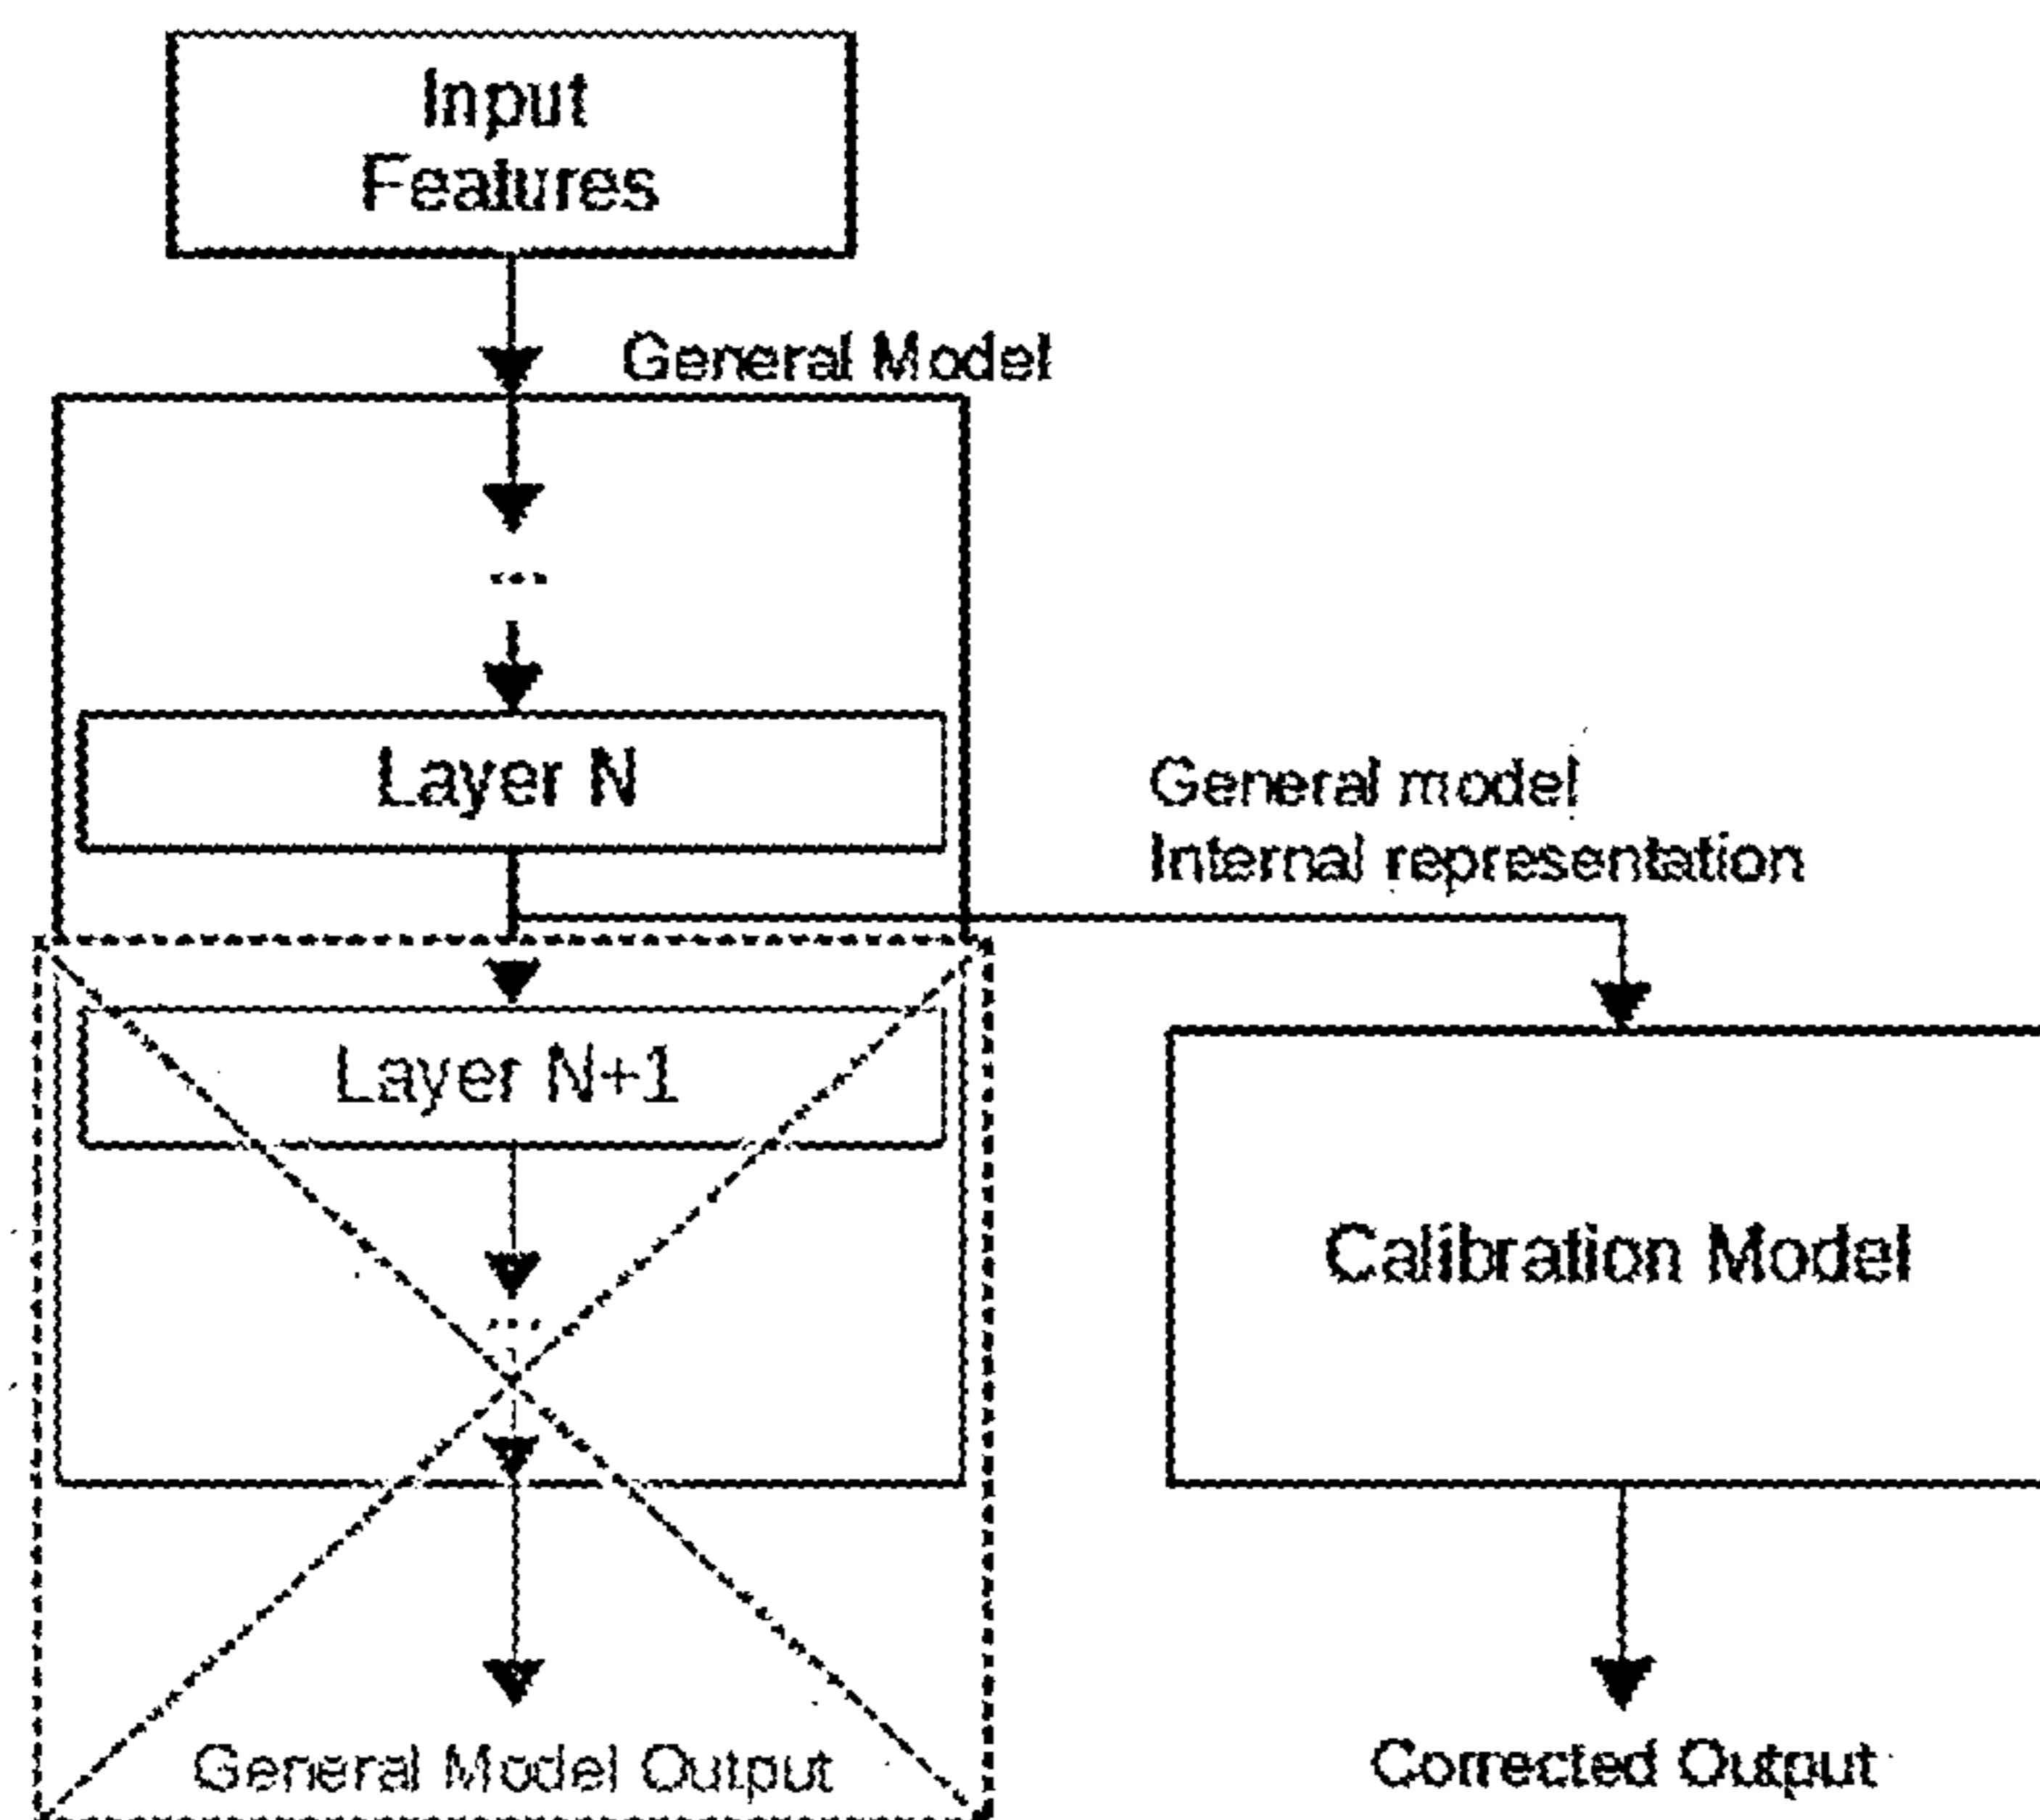 Input
Features
General Model
...
Layer N
General model
Internal representation
Layer N+1
...
Calibration Model
General Model Output
Corrected Output